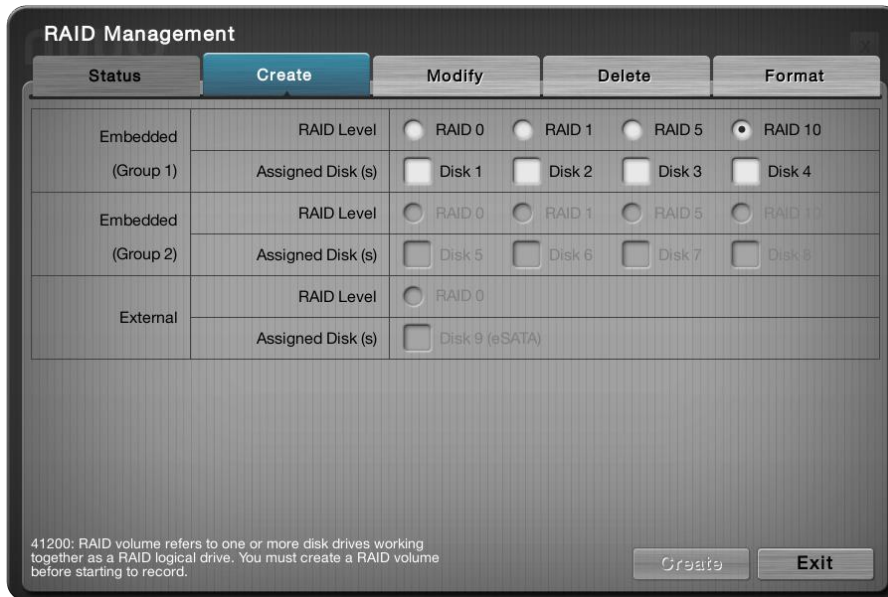 RAID Management
Status Create Modify Delete Format
Embedded
(Group 1)
RAID Level RAID 0 RAID 1 RAID 5 RAID 10
Assigned Disk (s) Disk 1 Disk 2 Disk 3 Disk 4
Embedded
(Group 2)
RAID Level RAID 0 RAID 1 RAID 5 RAID 10
Assigned Disk (s) Disk 5 Disk 6 Disk 7 Disk 8
External
RAID Level RAID 0
Assigned Disk (s) Disk 9 (eSATA)
41200: RAID volume refers to one or more disk drives working
together as a RAID logical drive. You must create a RAID volume
before starting to record.
Create Exit